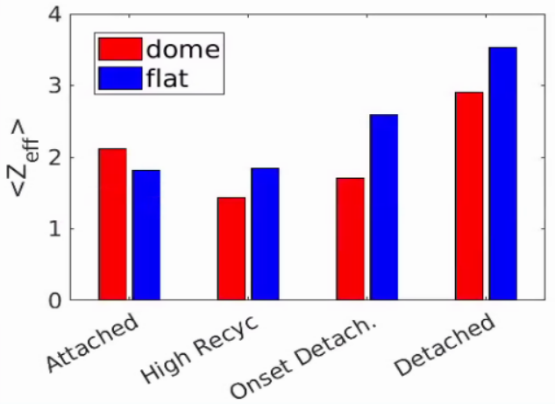 4
3
2
1
0
<Z_eff>
dome
flat
Attached
High Recyc
Onset Detach.
Detached